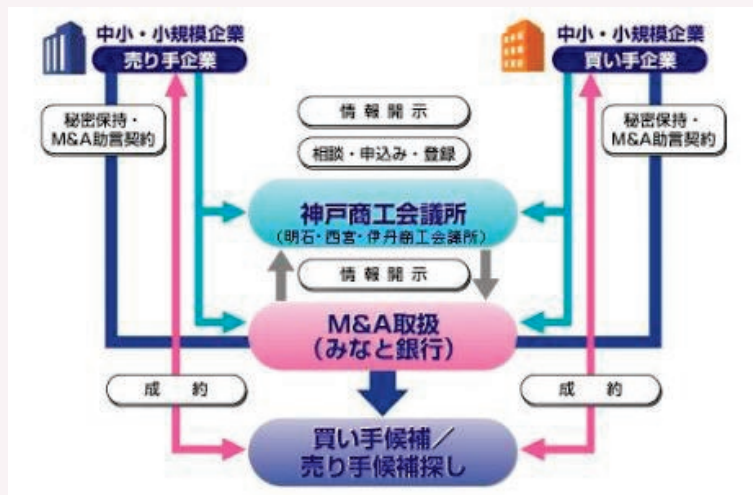 中小・小規模企業
売り手企業
中小・小規模企業
買い手企業
秘密保持・
M&A助言契約
情報開示
相談・申込み・登録
秘密保持・
M&A助言契約
神戸商工会議所
（明石・西宮・伊丹商工会議所）
情報開示
M&A取扱
（みなと銀行）
成約
成約
買い手候補／
売り手候補探し